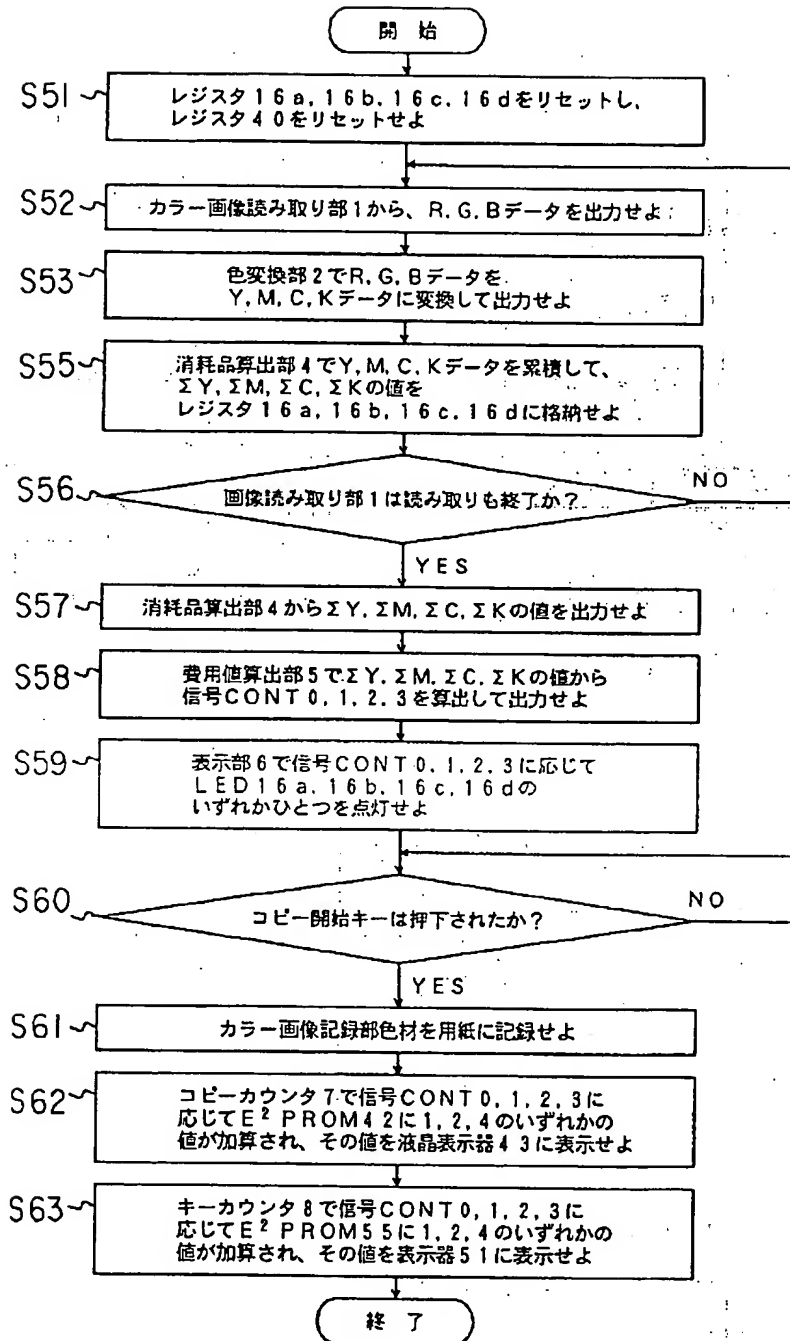 開 始
S51
レジスタ16a, 16b, 16c, 16dをリセットし、
レジスタ40をリセットせよ
S52
カラー画像読み取り部1から、R, G, Bデータを出力せよ
S53
色変換部2でR, G, Bデータを
Y, M, C, Kデータに変換して出力せよ
S55
消耗品算出部4でY, M, C, Kデータを累積して、
ΣY, ΣM, ΣC, ΣKの値を
レジスタ16a, 16b, 16c, 16dに格納せよ
S56
画像読み取り部1は読み取りも終了か?
NO
YES
S57
消耗品算出部4からΣY, ΣM, ΣC, ΣKの値を出力せよ
S58
費用値算出部5でΣY, ΣM, ΣC, ΣKの値から
信号CONT0, 1, 2, 3を算出して出力せよ
S59
表示部6で信号CONT0, 1, 2, 3に応じて
LED16a, 16b, 16c, 16dの
いずれかひとつを点灯せよ
S60
コピー開始キーは押下されたか?
NO
YES
S61
カラー画像記録部色材を用紙に記録せよ
S62
コピーカウンタ7で信号CONT0, 1, 2, 3に
応じてE² PROM42に1, 2, 4のいずれかの
値が加算され、その値を液晶表示器43に表示せよ
S63
キーカウンタ8で信号CONT0, 1, 2, 3に
応じてE² PROM55に1, 2, 4のいずれかの
値が加算され、その値を表示器51に表示せよ
終 了